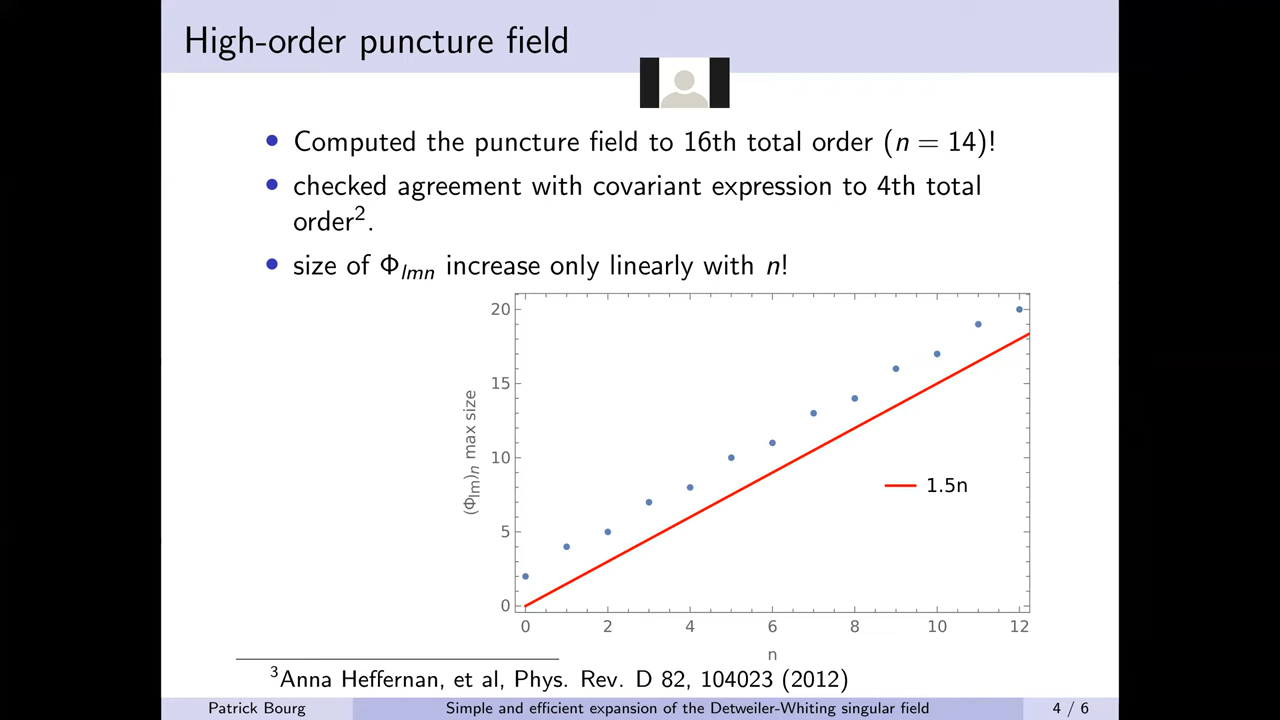 High-order puncture field
• Computed the puncture field to 16th total order (n = 14)!
• checked agreement with covariant expression to 4th total
order².
• size of Φₗₘₙ increase only linearly with n!
20
15
10
5
0
(Φₗₘ)ₙ max size
1.5n
0 2 4 6 8 10 12
n
³Anna Heffernan, et al, Phys. Rev. D 82, 104023 (2012)
Patrick Bourg Simple and efficient expansion of the Detweiler-Whiting singular field 4 / 6